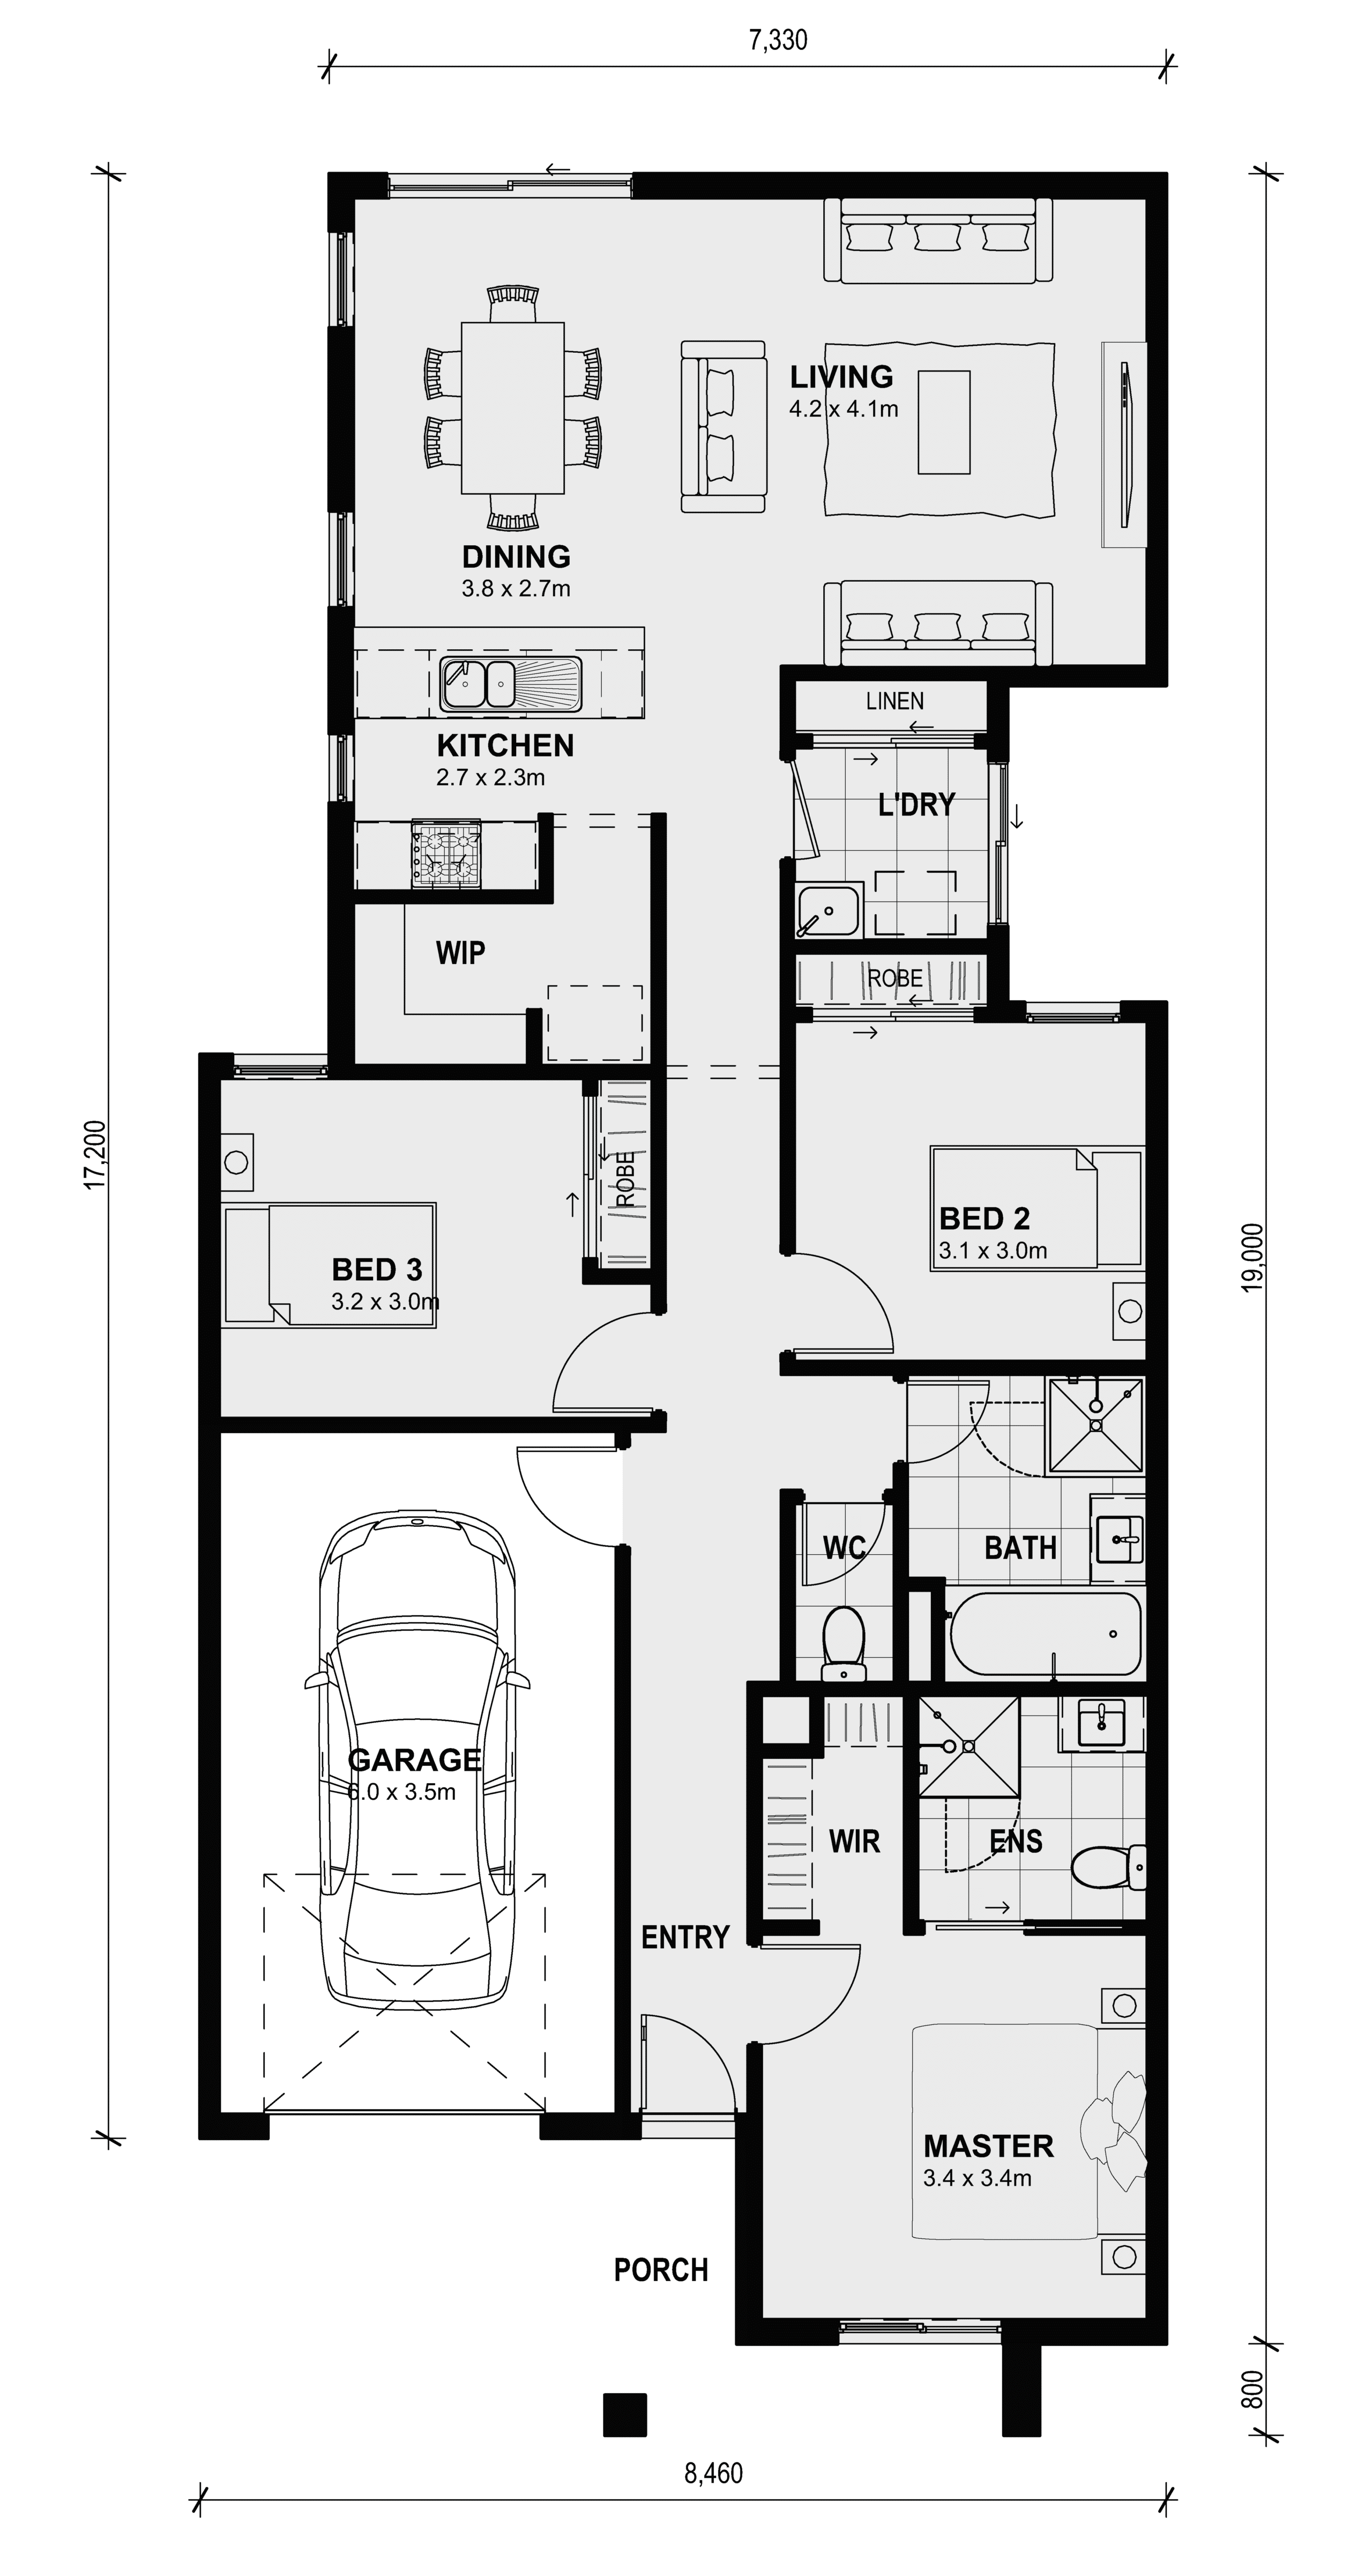 7,330
LIVING
4.2 x 4.1m
DINING
3.8 x 2.7m
LINEN
KITCHEN
2.7 x 2.3m
L'DRY
WIP
ROBE
17,200
ROBE
BED 2
3.1 x 3.0m
19,000
BED 3
3.2 x 3.0m
WC
BATH
GARAGE
6.0 x 3.5m
WIR
ENS
ENTRY
MASTER
3.4 x 3.4m
PORCH
800
8,460